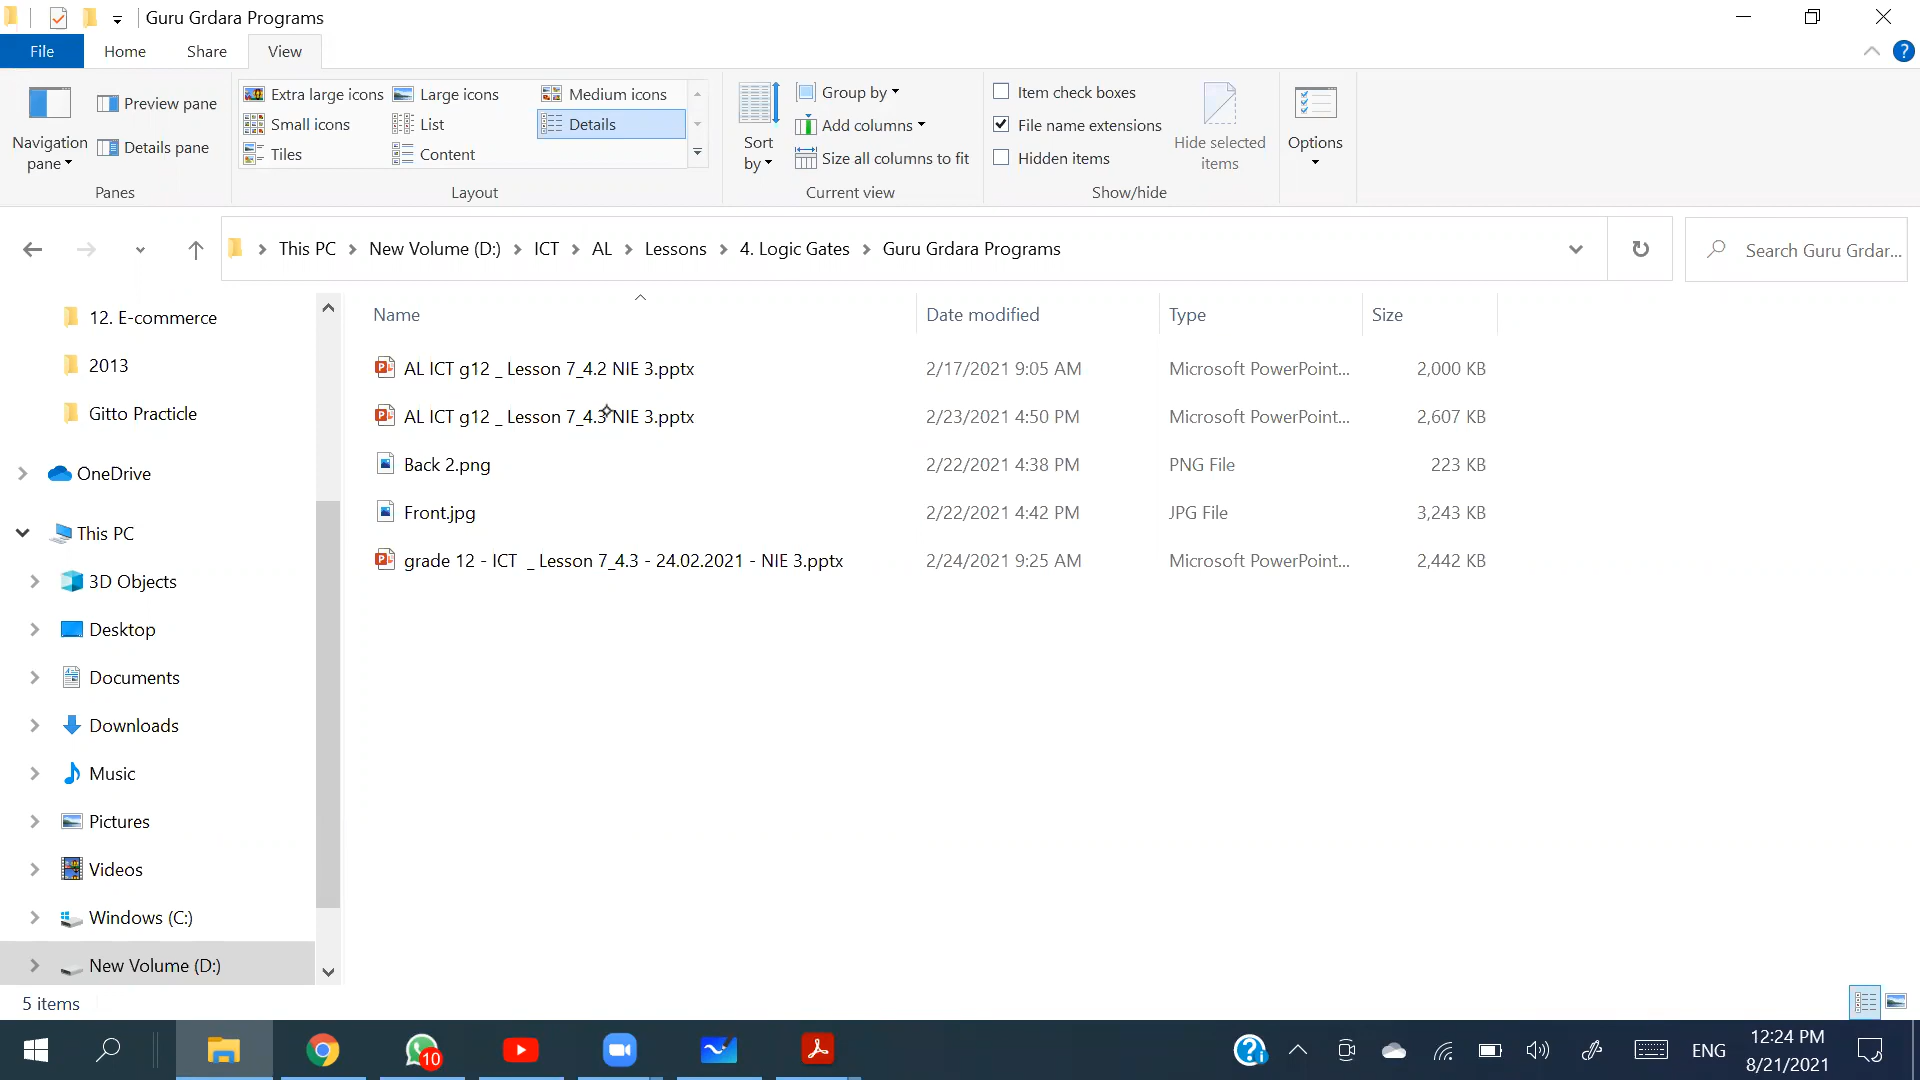 Guru Grdara Programs
File Home Share View
Navigation pane
Preview pane
Details pane
Panes
Extra large icons Large icons Medium icons
Small icons List Details
Tiles Content
Layout
Sort by
Group by
Add columns
Size all columns to fit
Current view
Item check boxes
File name extensions
Hidden items
Hide selected items
Show/hide
Options
This PC New Volume (D:) ICT AL Lessons 4. Logic Gates Guru Grdara Programs
Search Guru Grdar...
12. E-commerce
2013
Gitto Practicle
OneDrive
This PC
3D Objects
Desktop
Documents
Downloads
Music
Pictures
Videos
Windows (C:)
New Volume (D:)
Name Date modified Type Size
AL ICT g12 _ Lesson 7_4.2 NIE 3.pptx 2/17/2021 9:05 AM Microsoft PowerPoint... 2,000 KB
AL ICT g12 _ Lesson 7_4.3 NIE 3.pptx 2/23/2021 4:50 PM Microsoft PowerPoint... 2,607 KB
Back 2.png 2/22/2021 4:38 PM PNG File 223 KB
Front.jpg 2/22/2021 4:42 PM JPG File 3,243 KB
grade 12 - ICT _ Lesson 7_4.3 - 24.02.2021 - NIE 3.pptx 2/24/2021 9:25 AM Microsoft PowerPoint... 2,442 KB
5 items
10
ENG
12:24 PM
8/21/2021